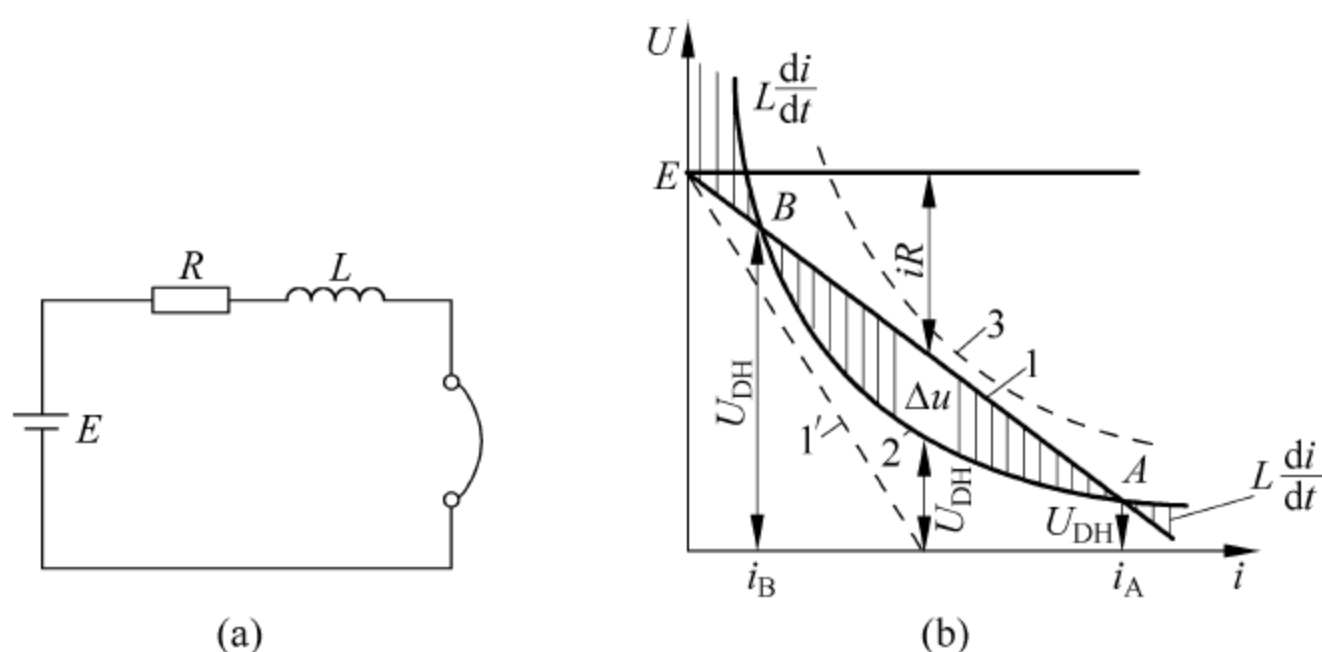 R
L
E
(a)
U
L di/dt
E
B
iR
3
1
U_DH
Δu
1′
2
U_DH
A
U_DH
L di/dt
i_B
i_A
i
(b)